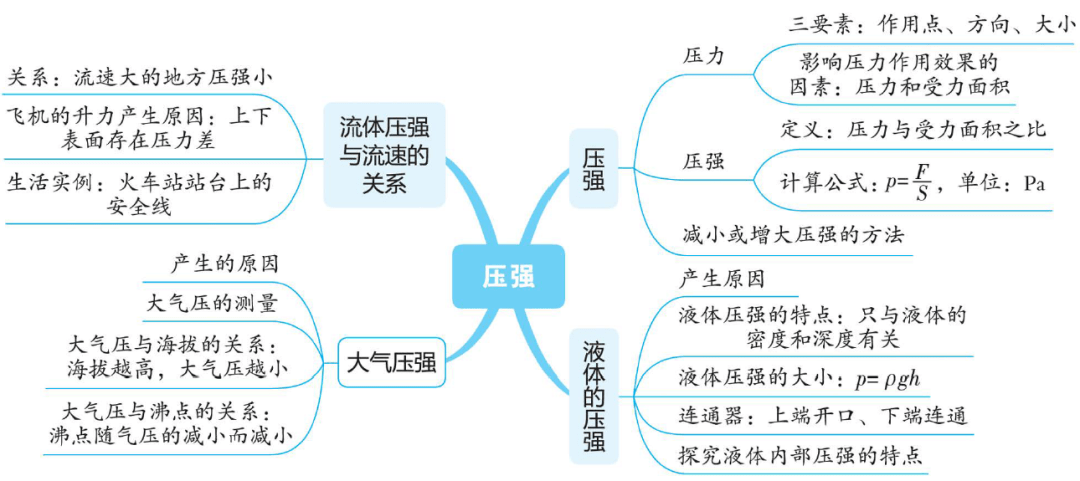 压强
压强
压力
三要素：作用点、方向、大小
影响压力作用效果的
因素：压力和受力面积
压强
定义：压力与受力面积之比
计算公式：p=F/S，单位：Pa
减小或增大压强的方法
液体的压强
产生原因
液体压强的特点：只与液体的
密度和深度有关
液体压强的大小：p=ρgh
连通器：上端开口、下端连通
探究液体内部压强的特点
流体压强
与流速的
关系
关系：流速大的地方压强小
飞机的升力产生原因：上下
表面存在压力差
生活实例：火车站站台上的
安全线
大气压强
产生的原因
大气压的测量
大气压与海拔的关系：
海拔越高，大气压越小
大气压与沸点的关系：
沸点随气压的减小而减小